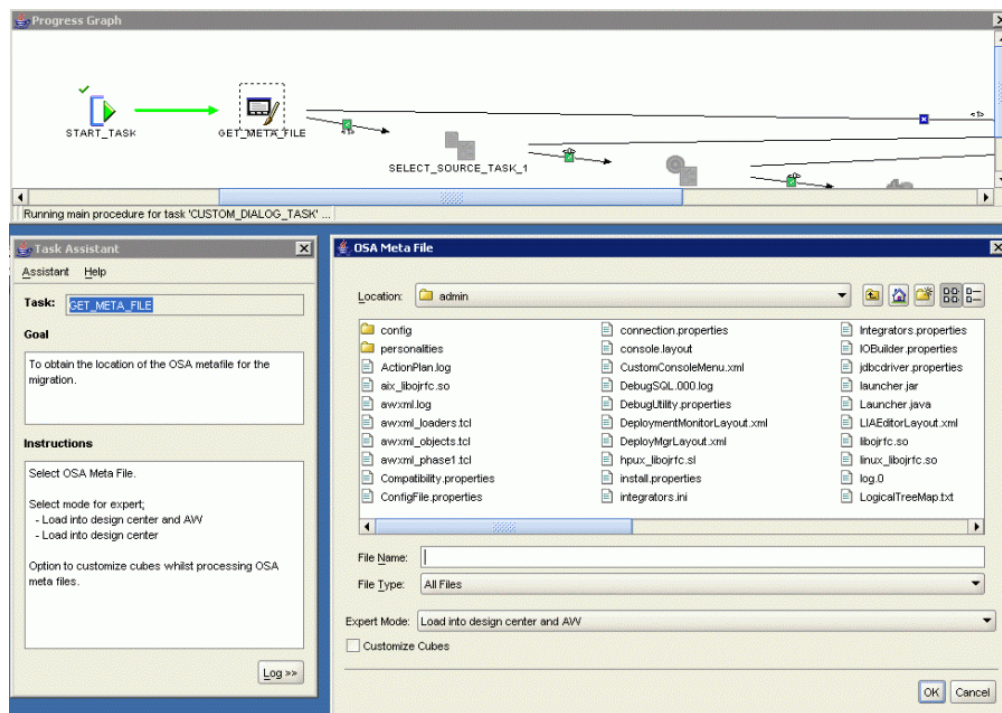 Progress Graph
START_TASK
GET_META_FILE
SELECT_SOURCE_TASK_1
Running main procedure for task 'CUSTOM_DIALOG_TASK' ...
Task Assistant
Assistant Help
Task: GET_META_FILE
Goal
To obtain the location of the OSA metafile for the
migration.
Instructions
Select OSA Meta File.
Select mode for expert;
- Load into design center and AW
- Load into design center
Option to customize cubes whilst processing OSA
meta files.
Log >>
OSA Meta File
Location: admin
config
personalities
ActionPlan.log
aix_libojrfc.so
awxml.log
awxml_loaders.tcl
awxml_objects.tcl
awxml_phase1.tcl
Compatibility.properties
ConfigFile.properties
connection.properties
console.layout
CustomConsoleMenu.xml
DebugSQL.000.log
DebugUtility.properties
DeploymentMonitorLayout.xml
DeployMgrLayout.xml
hpux_libojrfc.sl
install.properties
integrators.ini
Integrators.properties
IOBuilder.properties
jdbcdriver.properties
launcher.jar
Launcher.java
LIAEditorLayout.xml
libojrfc.so
linux_libojrfc.so
log.0
LogicalTreeMap.txt
File Name:
File Type: All Files
Expert Mode: Load into design center and AW
Customize Cubes
OK Cancel